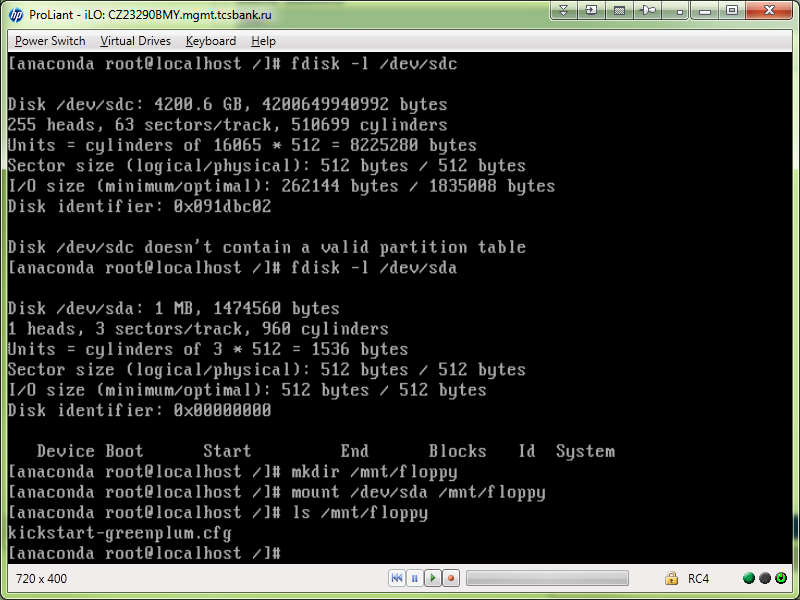 ProLiant - iLO: CZ23290BMY.mgmt.tcsbank.ru
Power Switch Virtual Drives Keyboard Help
[anaconda root@localhost /]# fdisk -l /dev/sdc
Disk /dev/sdc: 4200.6 GB, 4200649940992 bytes
255 heads, 63 sectors/track, 510699 cylinders
Units = cylinders of 16065 * 512 = 8225280 bytes
Sector size (logical/physical): 512 bytes / 512 bytes
I/O size (minimum/optimal): 262144 bytes / 1835008 bytes
Disk identifier: 0x091dbc02
Disk /dev/sdc doesn't contain a valid partition table
[anaconda root@localhost /]# fdisk -l /dev/sda
Disk /dev/sda: 1 MB, 1474560 bytes
1 heads, 3 sectors/track, 960 cylinders
Units = cylinders of 3 * 512 = 1536 bytes
Sector size (logical/physical): 512 bytes / 512 bytes
I/O size (minimum/optimal): 512 bytes / 512 bytes
Disk identifier: 0x00000000
Device Boot Start End Blocks Id System
[anaconda root@localhost /]# mkdir /mnt/floppy
[anaconda root@localhost /]# mount /dev/sda /mnt/floppy
[anaconda root@localhost /]# ls /mnt/floppy
kickstart-greenplum.cfg
[anaconda root@localhost /]#
720 x 400 RC4